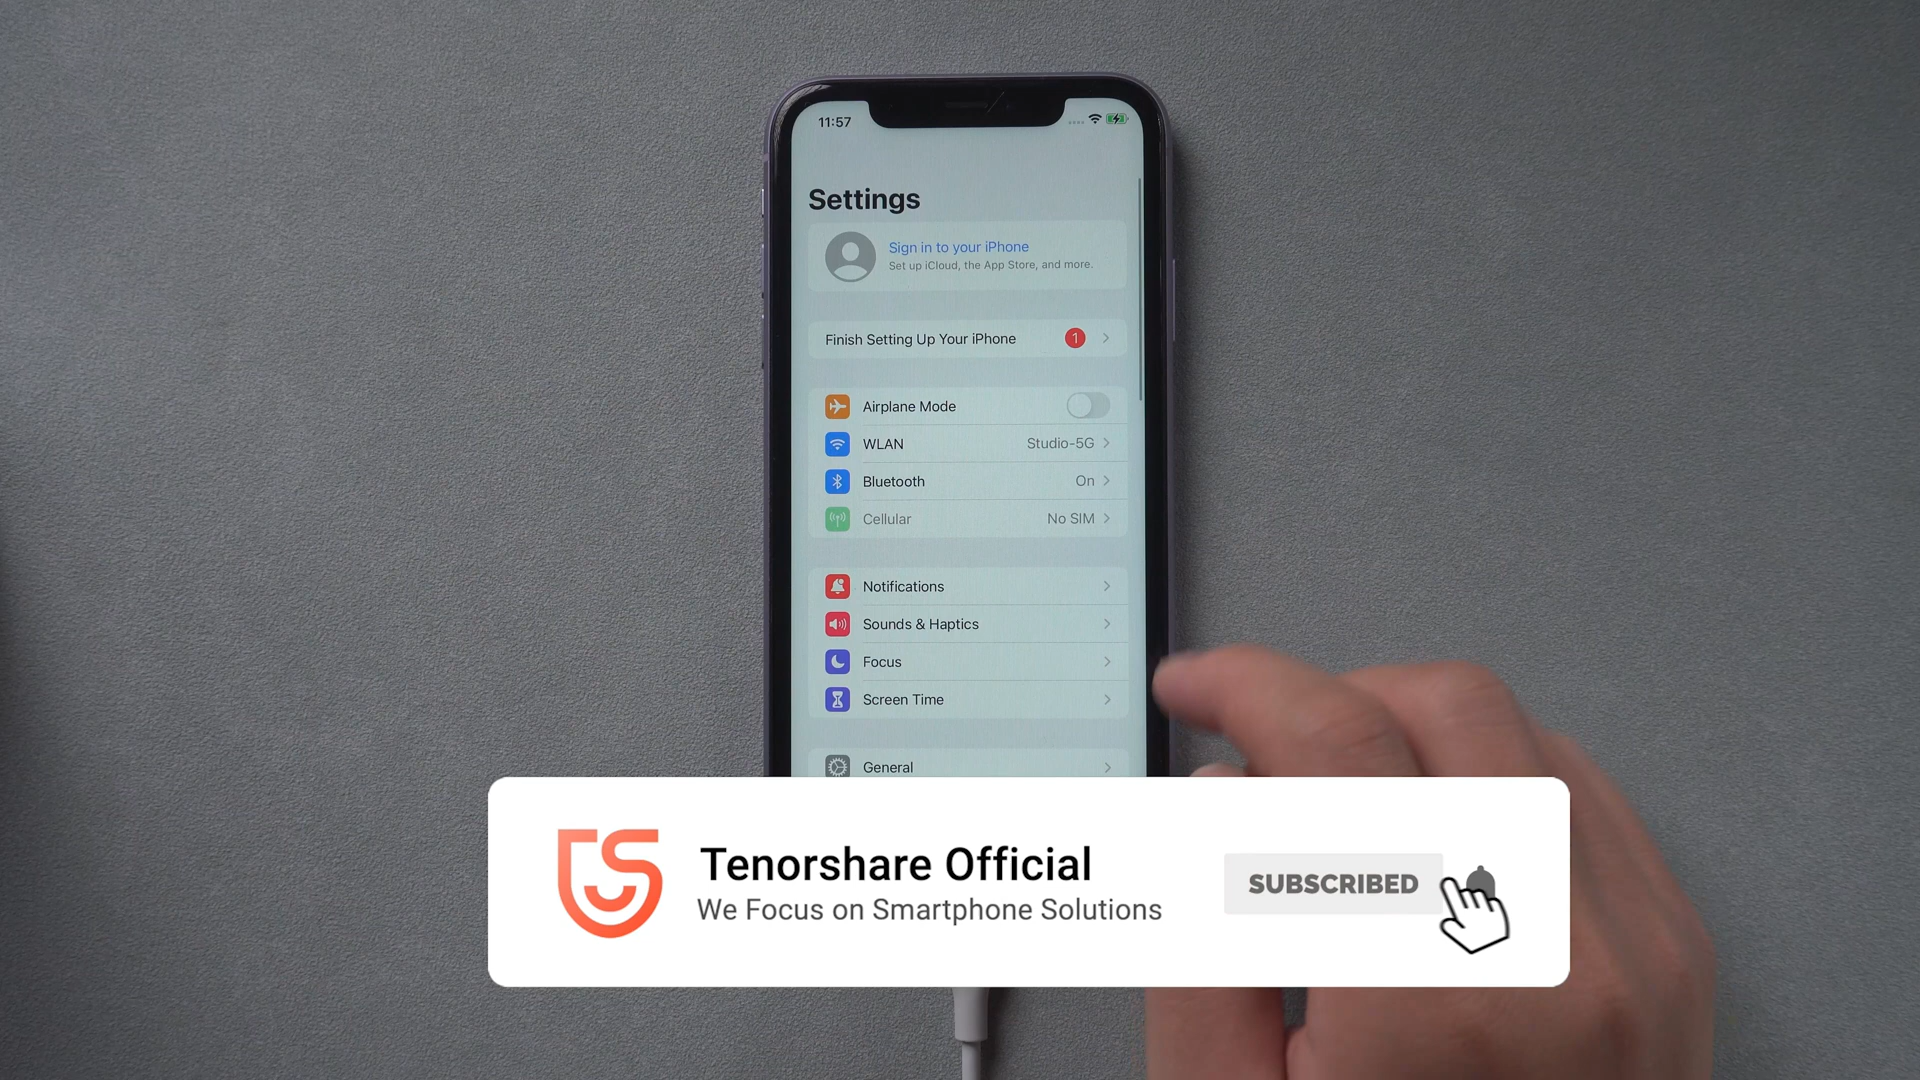 11:57
Settings
Sign in to your iPhone
Set up iCloud, the App Store, and more.
Finish Setting Up Your iPhone 1
Airplane Mode
WLAN Studio-5G
Bluetooth On
Cellular No SIM
Notifications
Sounds & Haptics
Focus
Screen Time
General
Tenorshare Official
We Focus on Smartphone Solutions
SUBSCRIBED